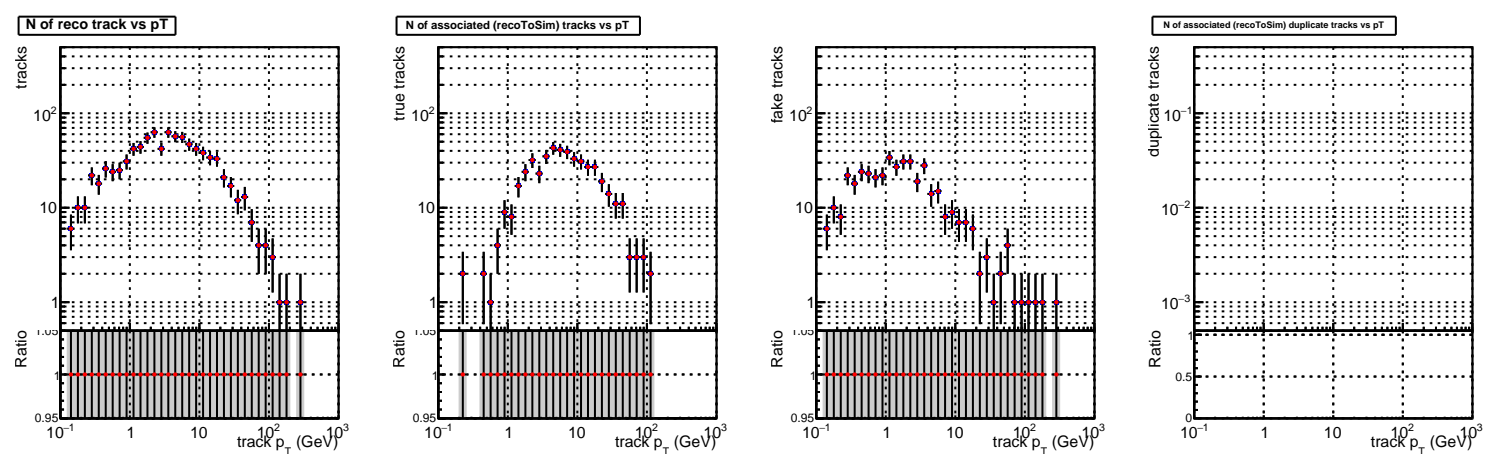 N of reco track vs pT
tracks
10²
10
1
Ratio
1.05
1
0.95
10⁻¹ 1 10 10² 10³
track p_T (GeV)
N of associated (recoToSim) tracks vs pT
true tracks
10²
10
1
Ratio
1.05
1
0.95
10⁻¹ 1 10 10² 10³
track p_T (GeV)
fake tracks
10²
10
1
Ratio
1.05
1
0.95
10⁻¹ 1 10 10² 10³
track p_T (GeV)
N of associated (recoToSim) duplicate tracks vs pT
duplicate tracks
10⁻¹
10⁻²
10⁻³
Ratio
1
0.5
0
10⁻¹ 1 10 10² 10³
track p_T (GeV)